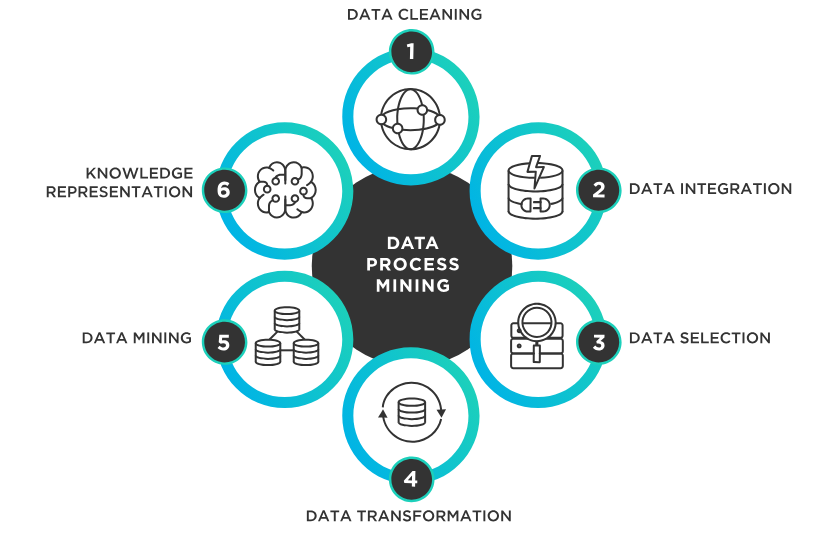 DATA CLEANING
1
2
DATA INTEGRATION
3
DATA SELECTION
4
DATA TRANSFORMATION
5
DATA MINING
6
KNOWLEDGE
REPRESENTATION
DATA
PROCESS
MINING